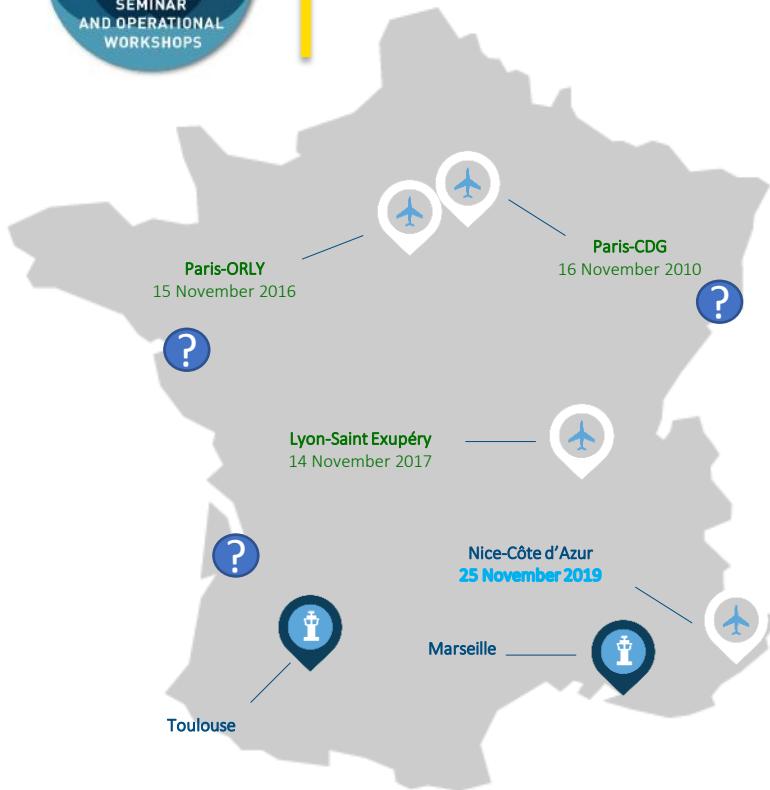 SEMINAR
AND OPERATIONAL
WORKSHOPS
Paris-ORLY
15 November 2016
Paris-CDG
16 November 2010
?
?
Lyon-Saint Exupéry
14 November 2017
?
Nice-Côte d'Azur
25 November 2019
Marseille
Toulouse